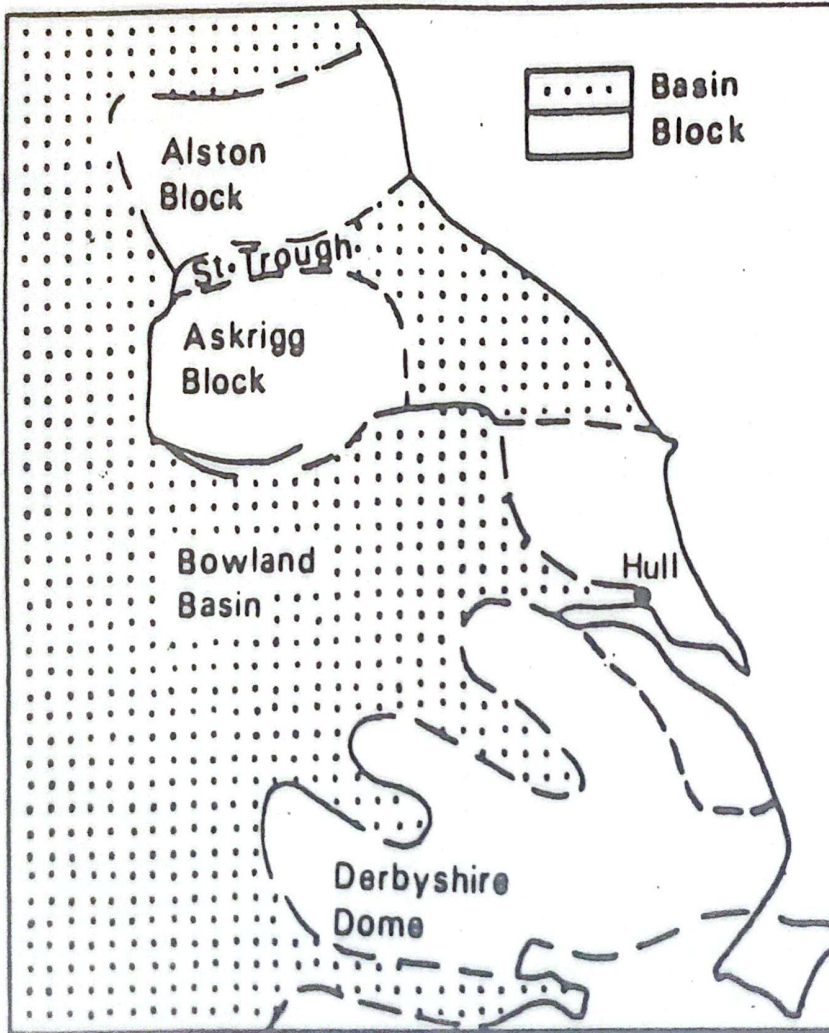 Basin
Block
Alston
Block
St. Trough
Askrigg
Block
Bowland
Basin
Hull
Derbyshire
Dome